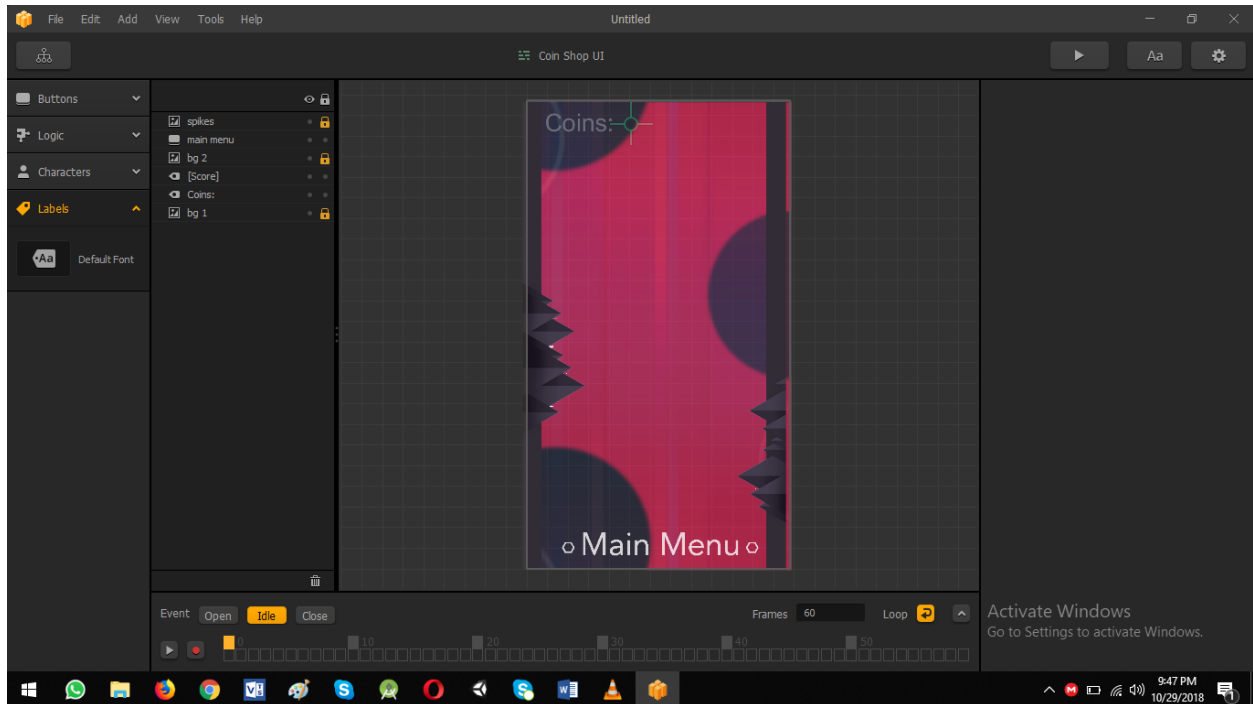 File Edit Add View Tools Help
Untitled
Coin Shop UI
Aa
Buttons
Logic
Characters
Labels
Aa Default Font
spikes
main menu
bg 2
[Score]
Coins:
bg 1
Coins:
Main Menu
Event Open Idle Close
Frames 60 Loop
0 10 20 30 40 50
Activate Windows
Go to Settings to activate Windows.
9:47 PM
10/29/2018